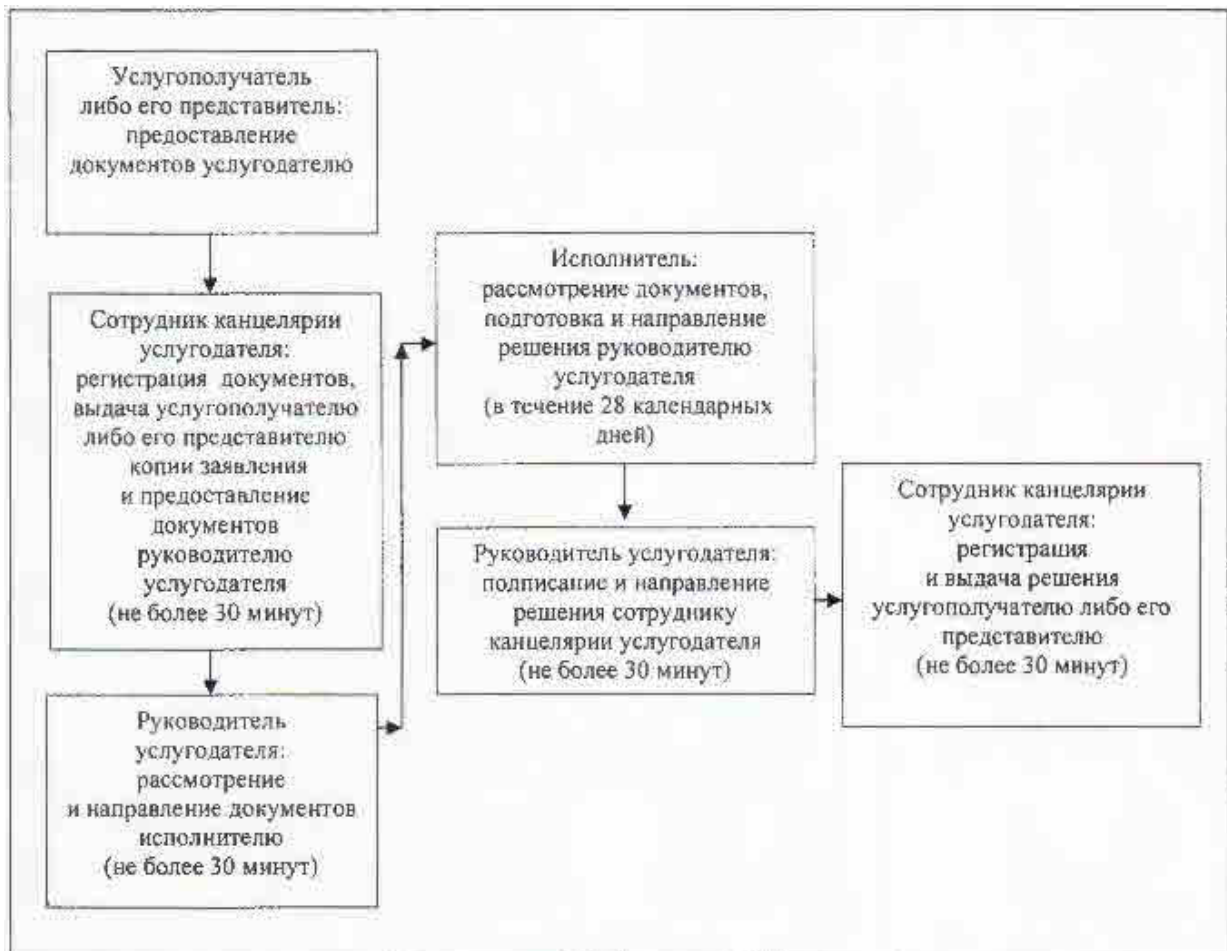 Услугополучатель
либо его представитель:
предоставление
документов услугодателю
Сотрудник канцелярии
услугодателя:
регистрация документов,
выдача услугополучателю
либо его представителю
копии заявления
и предоставление
документов
руководителю
услугодателя
(не более 30 минут)
Руководитель
услугодателя:
рассмотрение
и направление документов
исполнителю
(не более 30 минут)
Исполнитель:
рассмотрение документов,
подготовка и направление
решения руководителю
услугодателя
(в течение 28 календарных
дней)
Руководитель услугодателя:
подписание и направление
решения сотруднику
канцелярии услугодателя
(не более 30 минут)
Сотрудник канцелярии
услугодателя:
регистрация
и выдача решения
услугополучателю либо его
представителю
(не более 30 минут)